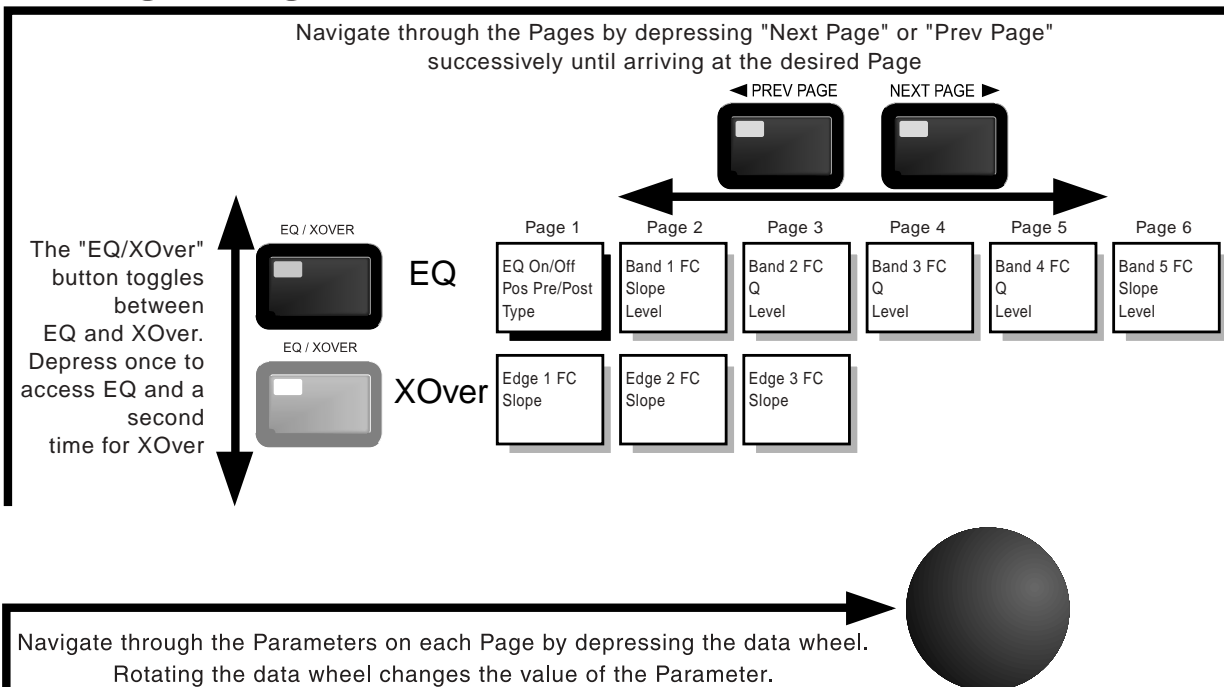 Navigate through the Pages by depressing "Next Page" or "Prev Page"
successively until arriving at the desired Page
◄ PREV PAGE
NEXT PAGE ►
The "EQ/XOver"
button toggles
between
EQ and XOver.
Depress once to
access EQ and a
second
time for XOver
EQ / XOVER
EQ
Page 1
Page 2
Page 3
Page 4
Page 5
Page 6
EQ On/Off
Pos Pre/Post
Type
Band 1 FC
Slope
Level
Band 2 FC
Q
Level
Band 3 FC
Q
Level
Band 4 FC
Q
Level
Band 5 FC
Slope
Level
EQ / XOVER
XOver
Edge 1 FC
Slope
Edge 2 FC
Slope
Edge 3 FC
Slope
Navigate through the Parameters on each Page by depressing the data wheel.
Rotating the data wheel changes the value of the Parameter.